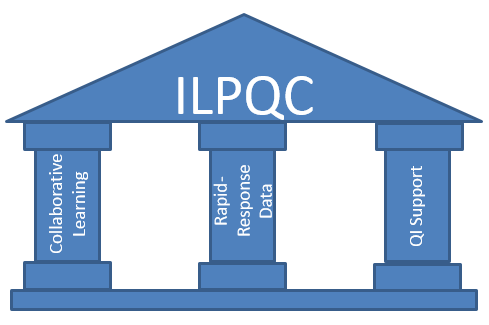 ILPQC
Collaborative
Learning
Rapid-
Response
Data
QI Support